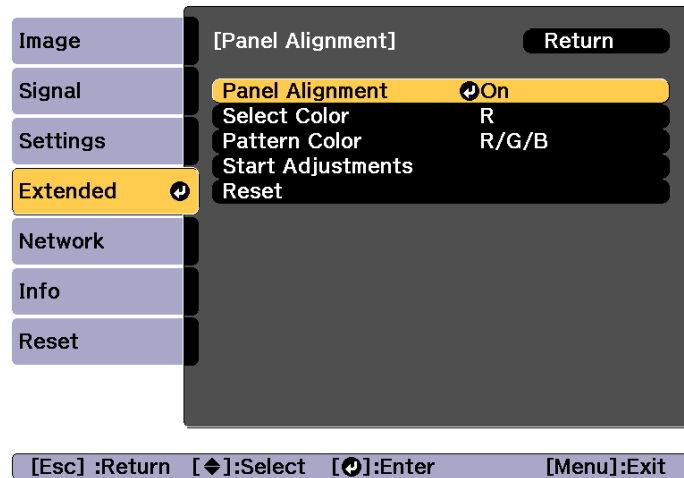 Image
Signal
Settings
Extended
Network
Info
Reset
[Panel Alignment] Return
Panel Alignment On
Select Color R
Pattern Color R/G/B
Start Adjustments
Reset
[Esc] :Return [◆]:Select [↵]:Enter [Menu]:Exit